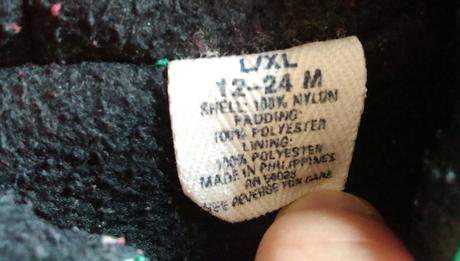 L/XL
12-24 M
SHELL: 100% NYLON
PADDING:
100% POLYESTER
LINING:
100% POLYESTER
MADE IN PHILIPPINES
RN
SEE REVERSE FOR CARE